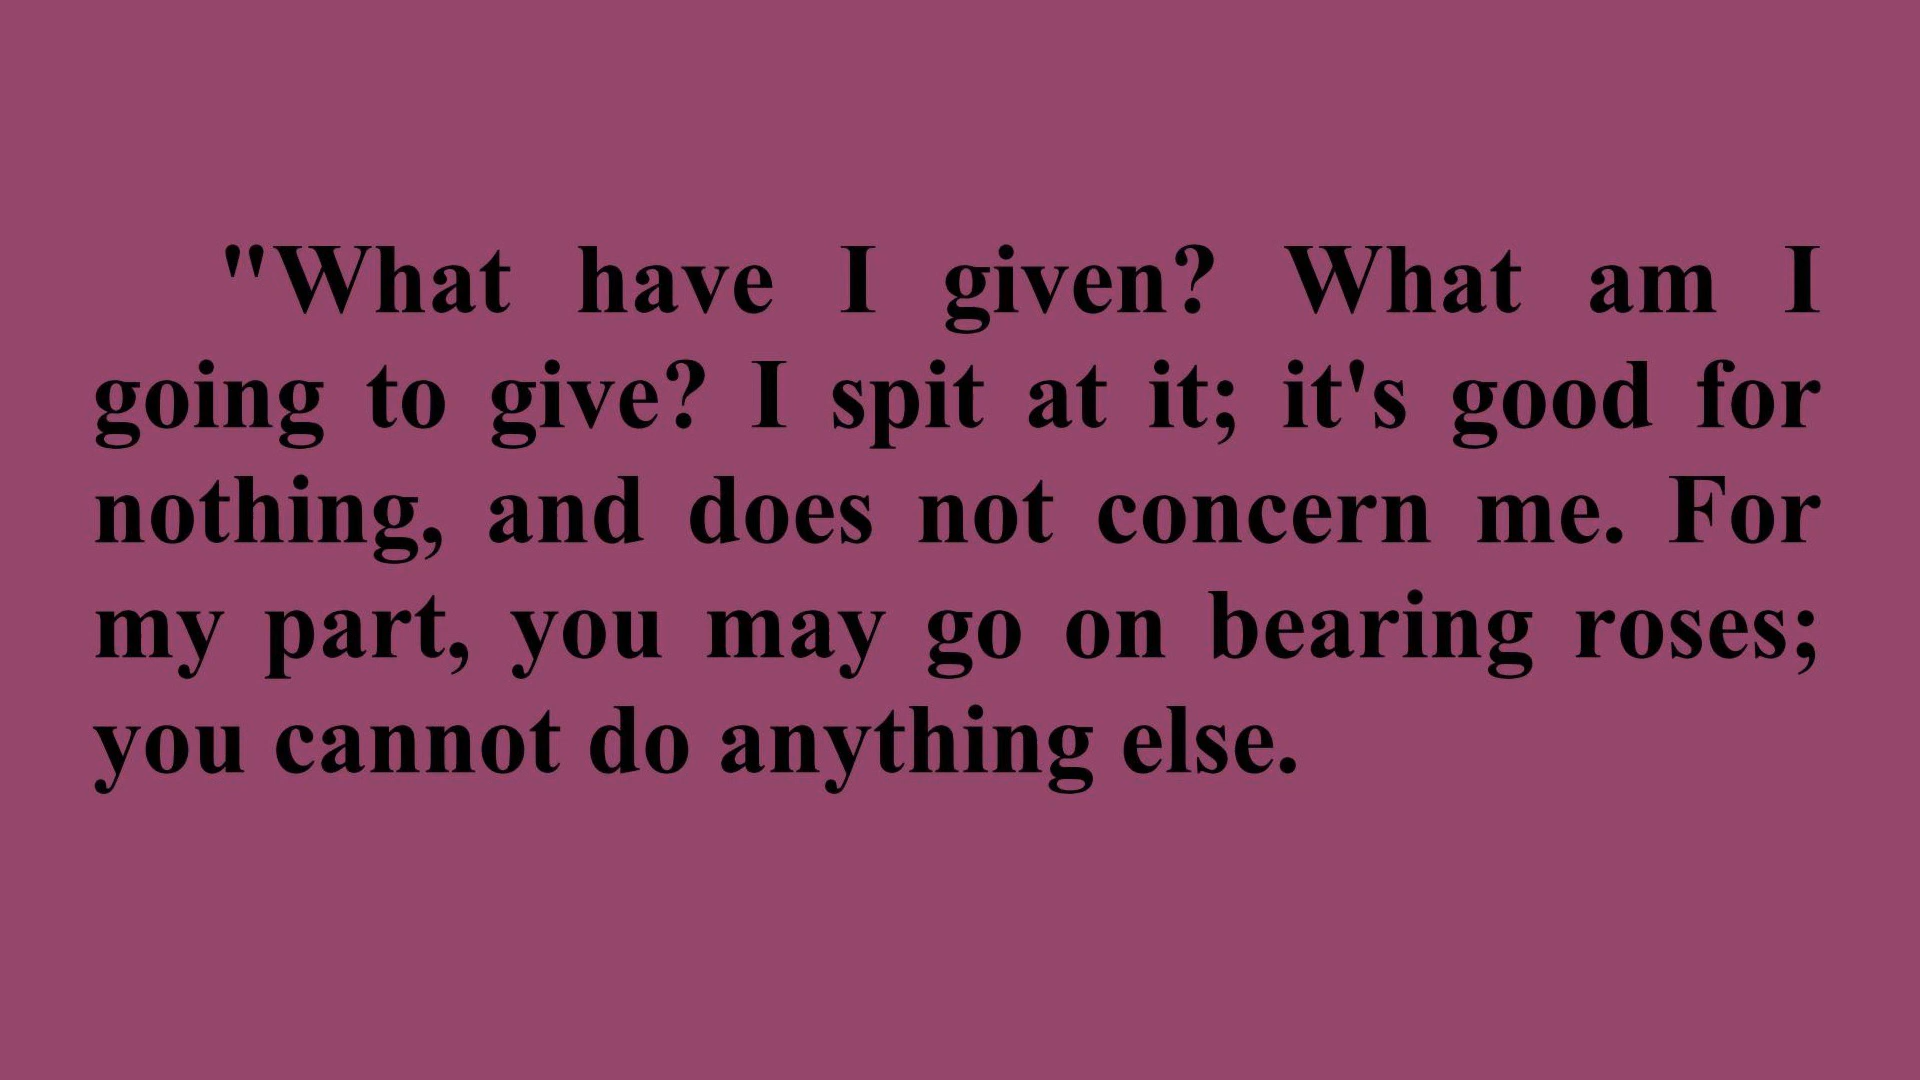 "What have I given? What am I
going to give? I spit at it; it's good for
nothing, and does not concern me. For
my part, you may go on bearing roses;
you cannot do anything else.